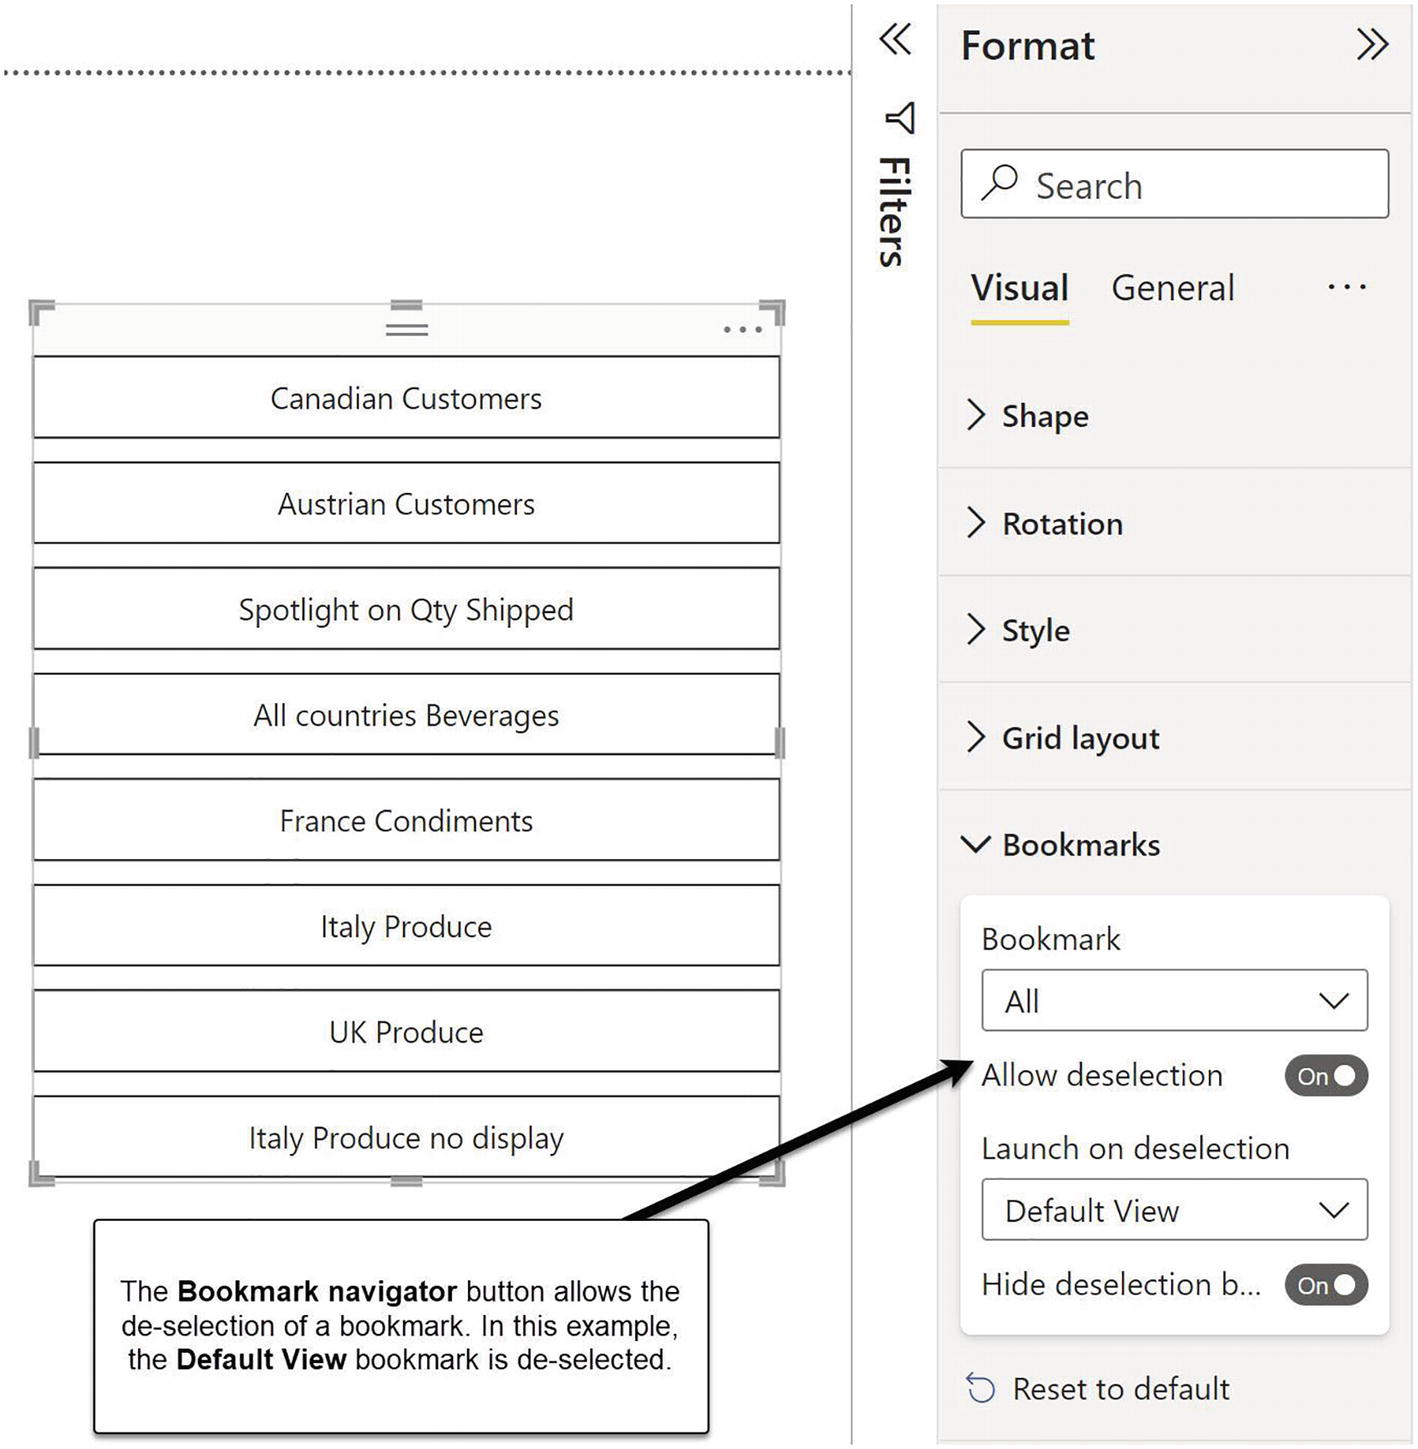 Format
Filters
Search
Visual General ...
Canadian Customers
Austrian Customers
Spotlight on Qty Shipped
All countries Beverages
France Condiments
Italy Produce
UK Produce
Italy Produce no display
Shape
Rotation
Style
Grid layout
Bookmarks
Bookmark
All
Allow deselection On
Launch on deselection
Default View
Hide deselection b... On
Reset to default
The Bookmark navigator button allows the
de-selection of a bookmark. In this example,
the Default View bookmark is de-selected.